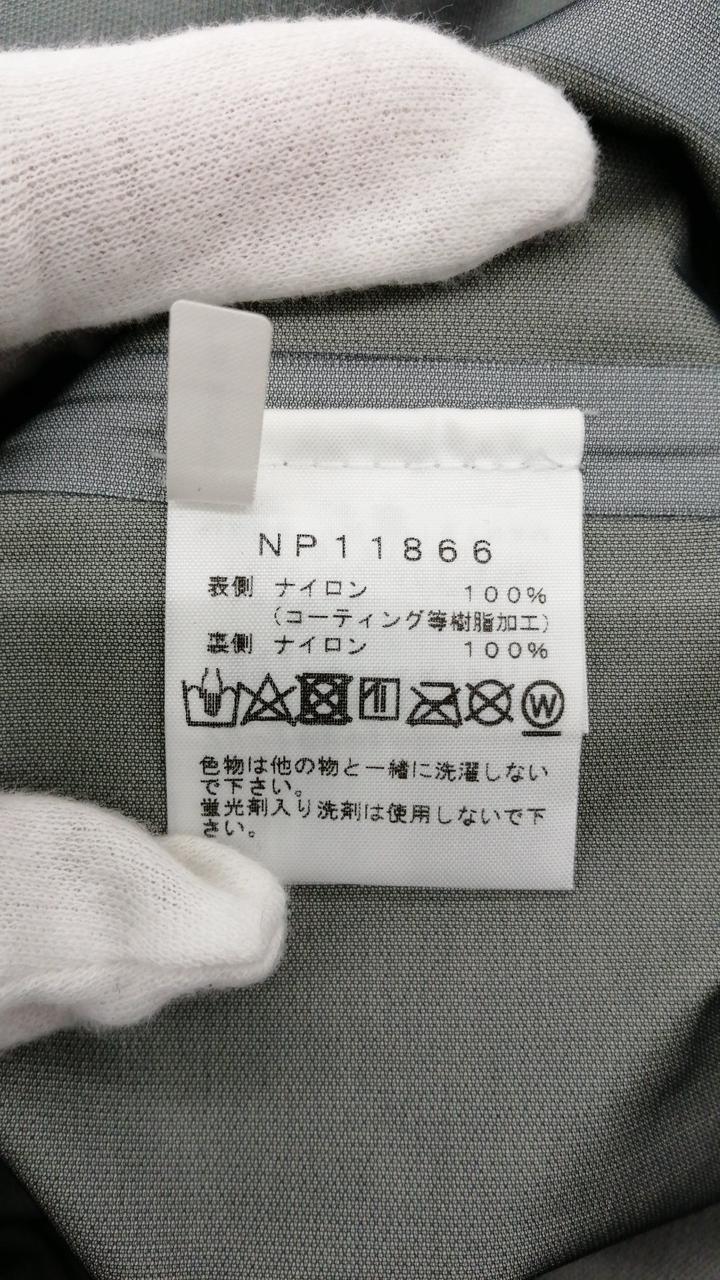 NP11866
表側 ナイロン 100%
(コーティング等樹脂加工)
裏側 ナイロン 100%
W
色物は他の物と一緒に洗濯しない
で下さい。
蛍光剤入り洗剤は使用しないで下
さい。